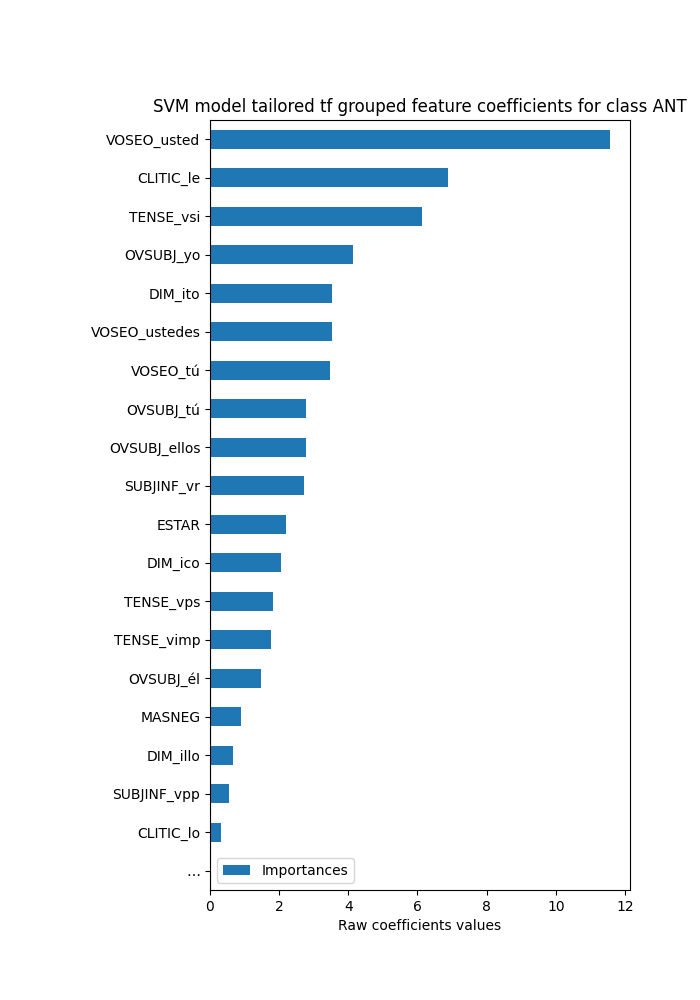 SVM model tailored tf grouped feature coefficients for class ANT
VOSEO_usted
CLITIC_le
TENSE_vsi
OVSUBJ_yo
DIM_ito
VOSEO_ustedes
VOSEO_tú
OVSUBJ_tú
OVSUBJ_ellos
SUBJINF_vr
ESTAR
DIM_ico
TENSE_vps
TENSE_vimp
OVSUBJ_él
MASNEG
DIM_illo
SUBJINF_vpp
CLITIC_lo
...
Importances
0 2 4 6 8 10 12
Raw coefficients values